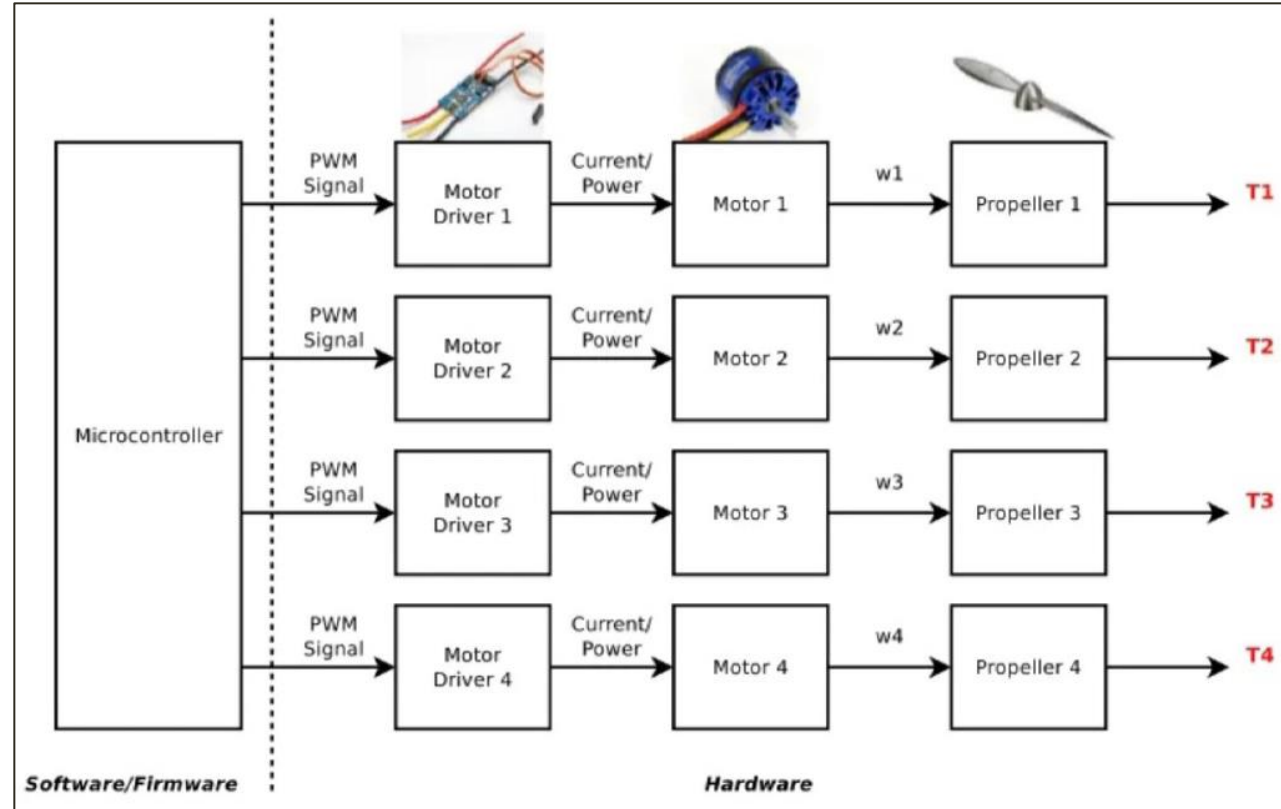 PWM
Signal
Motor
Driver 1
Current/
Power
Motor 1
w1
Propeller 1
T1
PWM
Signal
Motor
Driver 2
Current/
Power
Motor 2
w2
Propeller 2
T2
Microcontroller
PWM
Signal
Motor
Driver 3
Current/
Power
Motor 3
w3
Propeller 3
T3
PWM
Signal
Motor
Driver 4
Current/
Power
Motor 4
w4
Propeller 4
T4
Software/Firmware
Hardware